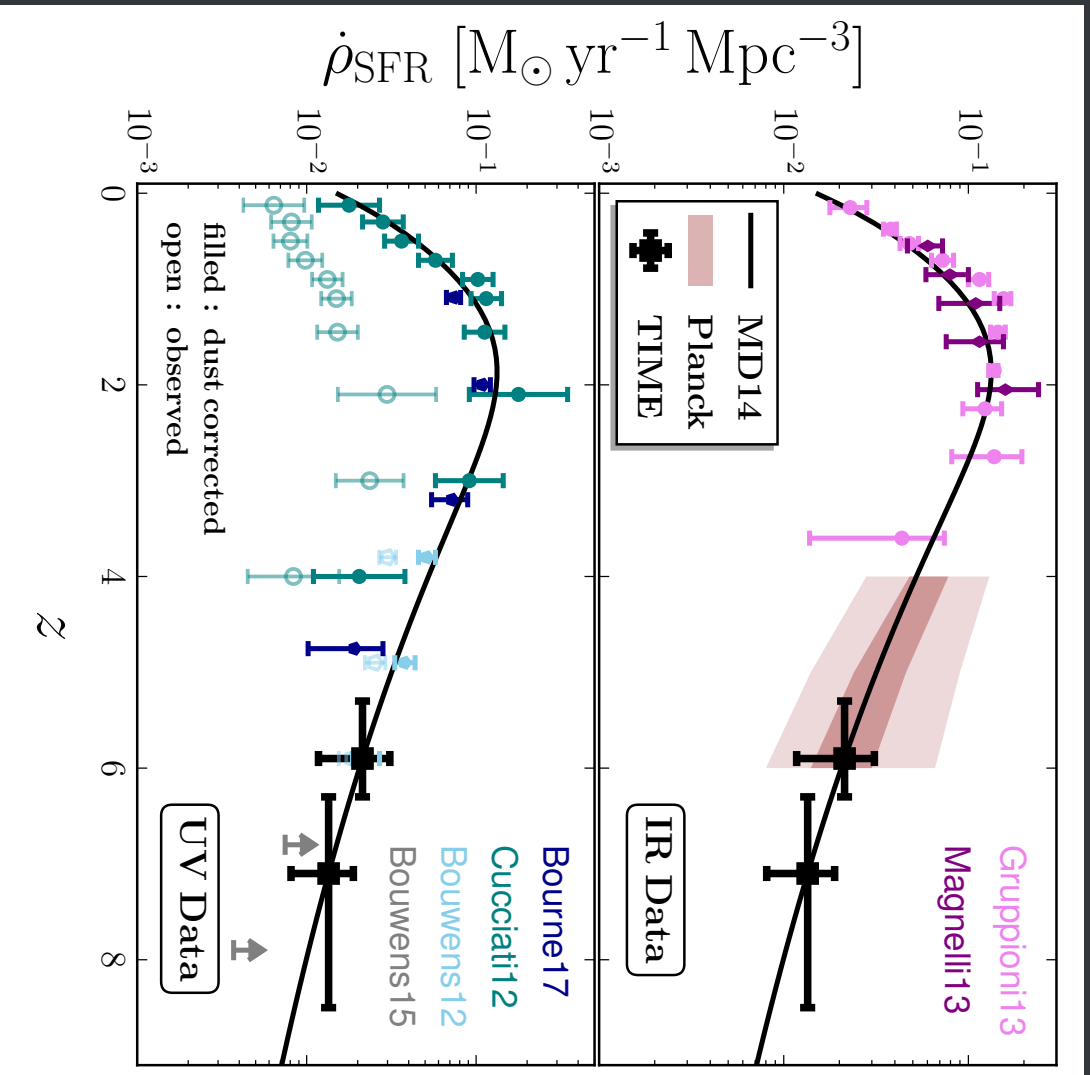 ρ̇_SFR [M_⊙ yr⁻¹ Mpc⁻³]
10⁻¹
10⁻²
10⁻³
MD14
Planck
TIME
Gruppioni13
Magnelli13
IR Data
10⁻¹
10⁻²
10⁻³
filled : dust corrected
open : observed
Bourne17
Cucciati12
Bouwens12
Bouwens15
UV Data
0 2 4 6 8
z